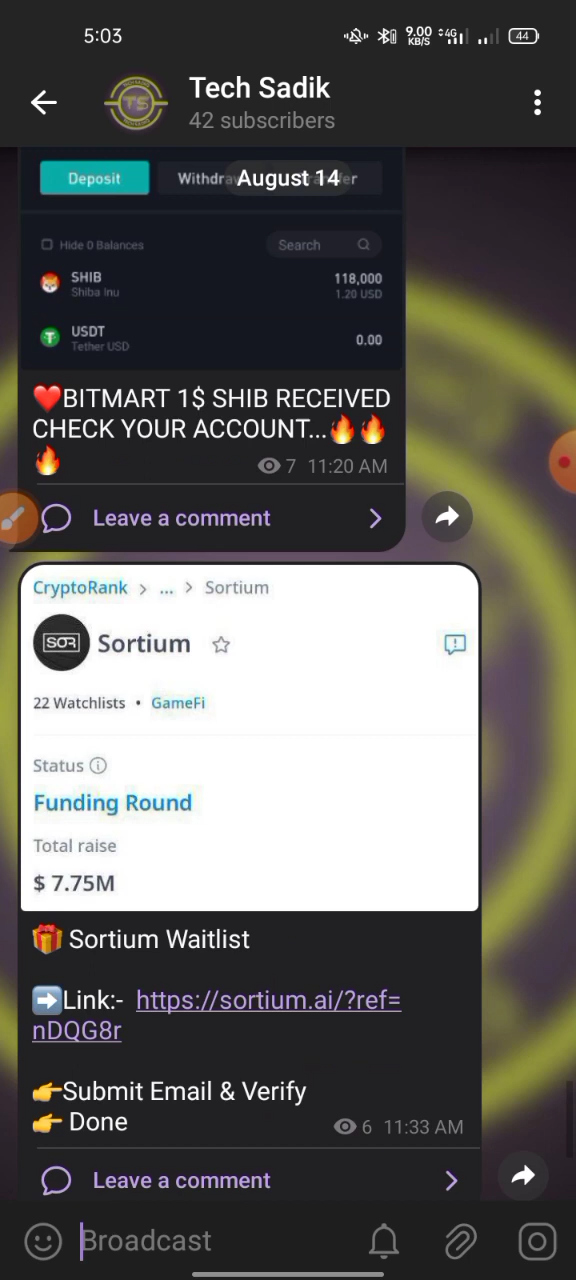 5:03
9.00 KB/S
4G
44
TS
Tech Sadik
42 subscribers
Deposit
August 14
Hide 0 Balances
Search
SHIB
118,000
Shiba Inu
1.20 USD
USDT
0.00
Tether USD
❤️BITMART 1$ SHIB RECEIVED
CHECK YOUR ACCOUNT...🔥🔥
🔥
7 11:20 AM
Leave a comment
CryptoRank > ... > Sortium
SOR
Sortium
22 Watchlists • GameFi
Status
Funding Round
Total raise
$ 7.75M
🎁 Sortium Waitlist
➡️Link:- https://sortium.ai/?ref=
nDQG8r
👉Submit Email & Verify
👉 Done
6 11:33 AM
Leave a comment
Broadcast